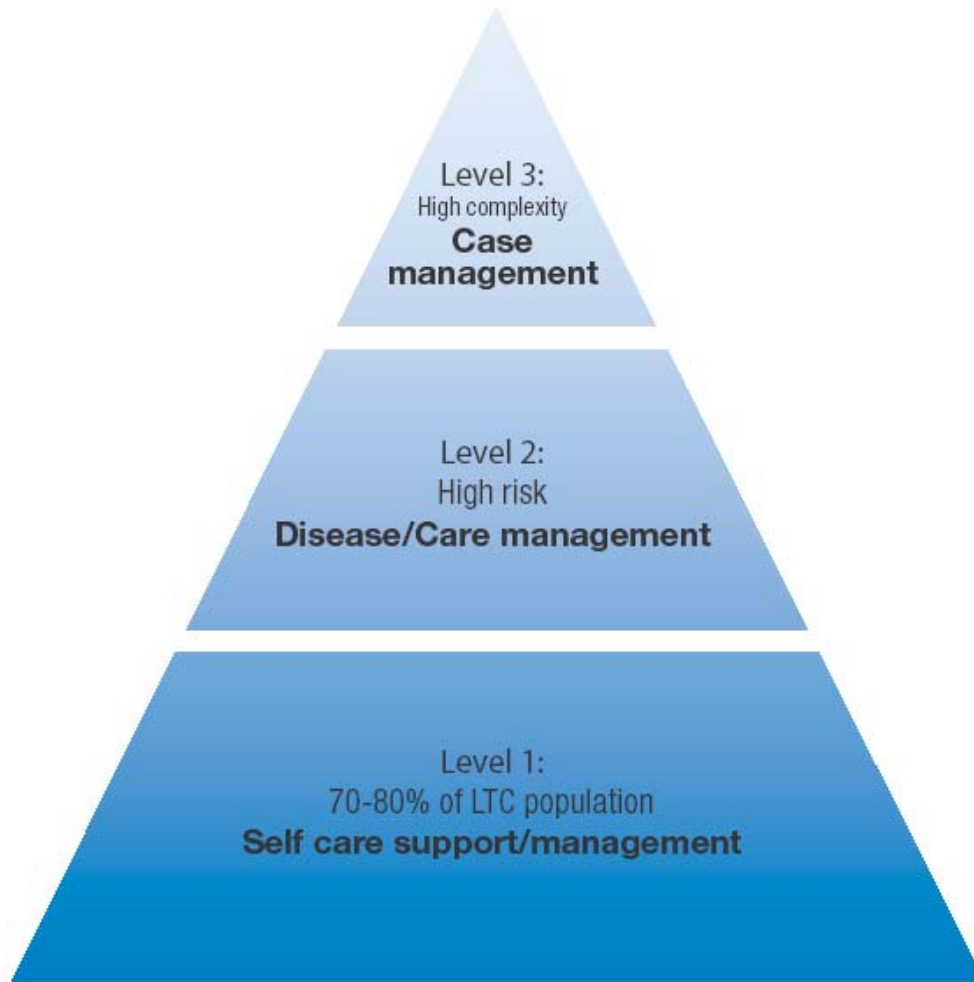 Level 3:
High complexity
Case
management
Level 2:
High risk
Disease/Care management
Level 1:
70-80% of LTC population
Self care support/management